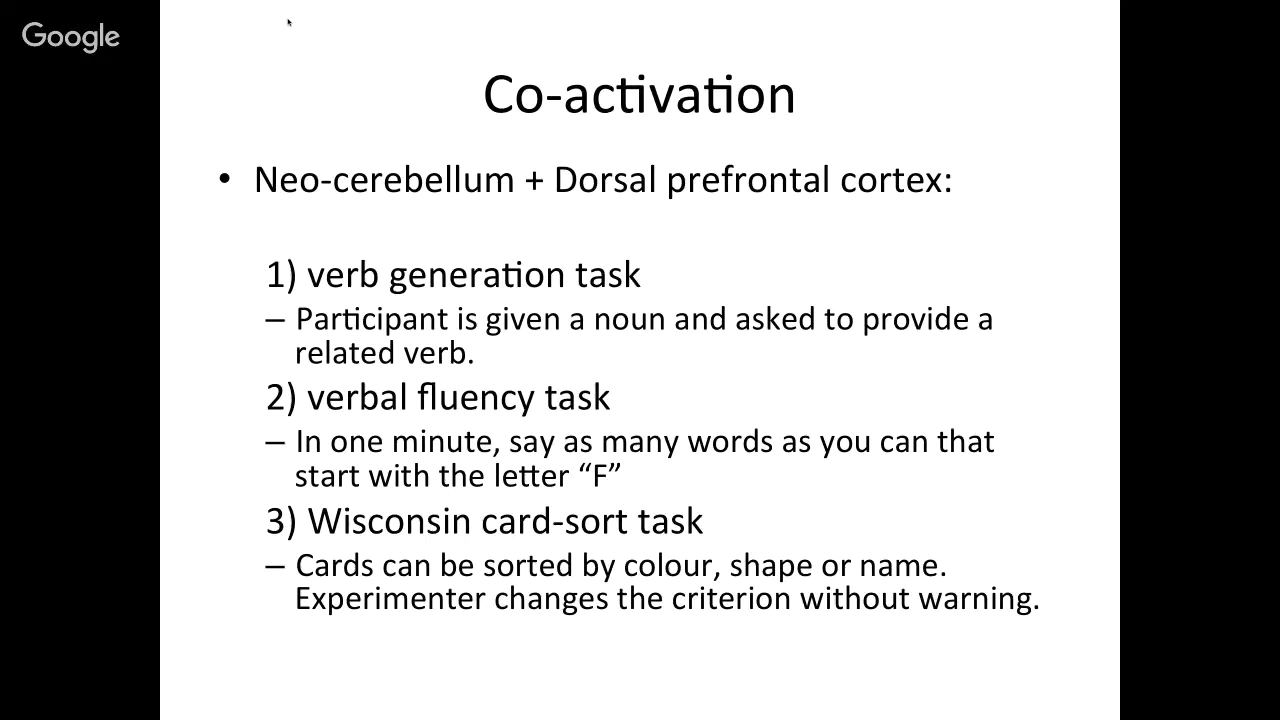 Google
Co-activation
• Neo-cerebellum + Dorsal prefrontal cortex:
1) verb generation task
– Participant is given a noun and asked to provide a
related verb.
2) verbal fluency task
– In one minute, say as many words as you can that
start with the letter “F”
3) Wisconsin card-sort task
– Cards can be sorted by colour, shape or name.
Experimenter changes the criterion without warning.